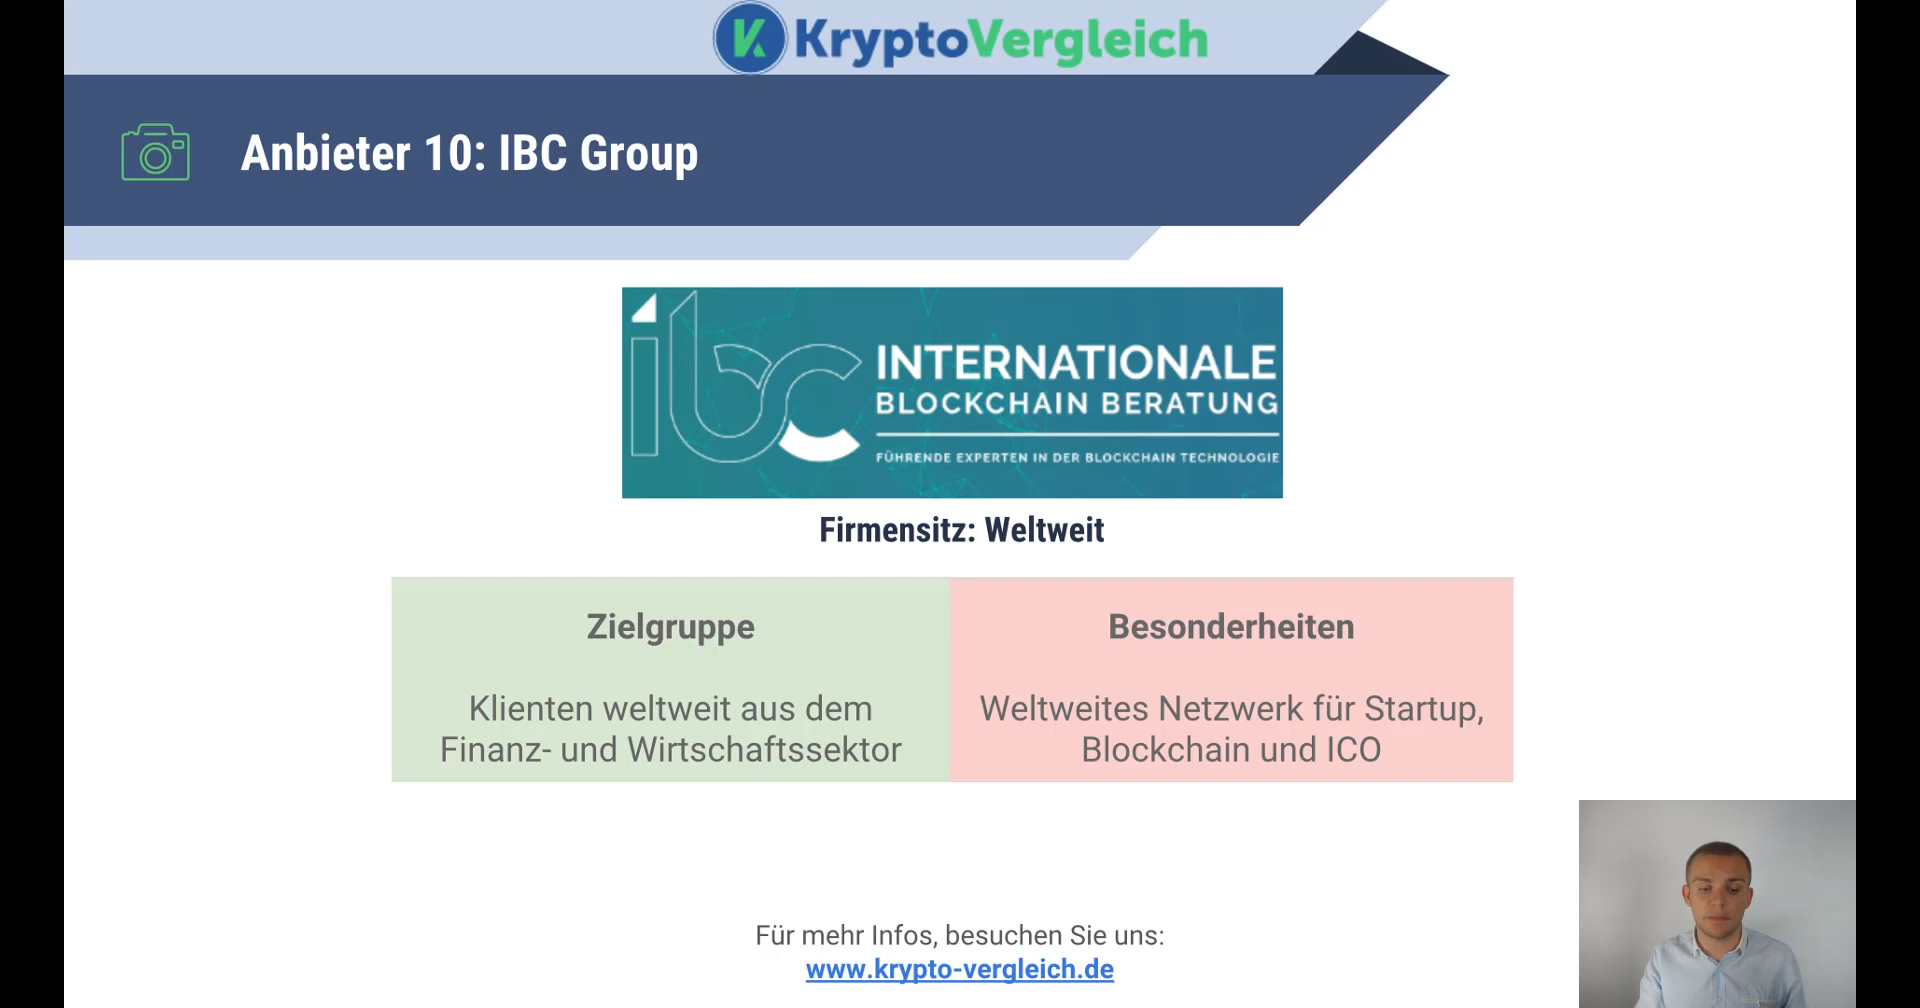 KryptoVergleich
Anbieter 10: IBC Group
ibc
INTERNATIONALE
BLOCKCHAIN BERATUNG
FÜHRENDE EXPERTEN IN DER BLOCKCHAIN TECHNOLOGIE
Firmensitz: Weltweit
Zielgruppe
Klienten weltweit aus dem
Finanz- und Wirtschaftssektor
Besonderheiten
Weltweites Netzwerk für Startup,
Blockchain und ICO
Für mehr Infos, besuchen Sie uns:
www.krypto-vergleich.de